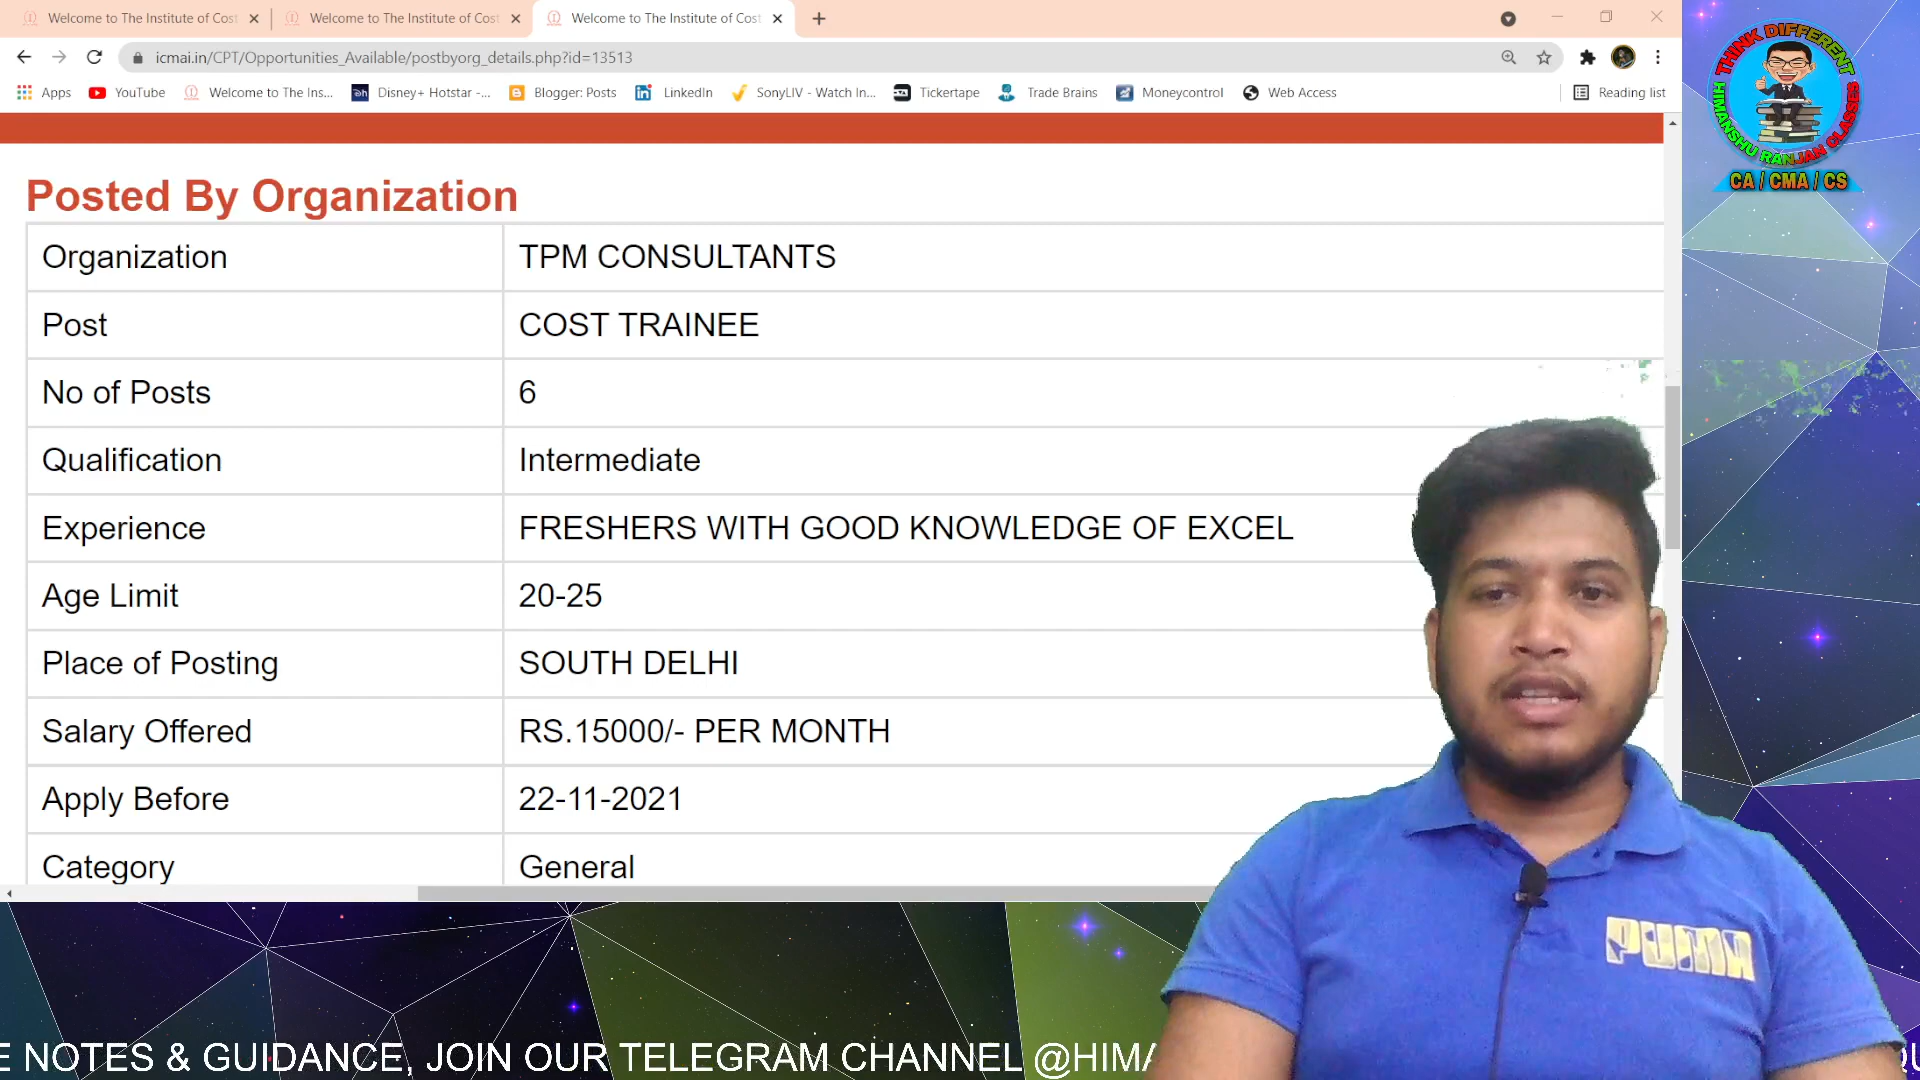 Welcome to The Institute of Cost
Welcome to The Institute of Cost
Welcome to The Institute of Cost
icmai.in/CPT/Opportunities_Available/postbyorg_details.php?id=13513
Apps
YouTube
Welcome to The Ins...
Disney+ Hotstar -...
Blogger: Posts
LinkedIn
SonyLIV - Watch In...
Tickertape
Trade Brains
Moneycontrol
Web Access
Reading list
THINK DIFFERENT
HIMANSHU RANJAN CLASSES
CA / CMA / CS
Posted By Organization
Organization TPM CONSULTANTS
Post COST TRAINEE
No of Posts 6
Qualification Intermediate
Experience FRESHERS WITH GOOD KNOWLEDGE OF EXCEL
Age Limit 20-25
Place of Posting SOUTH DELHI
Salary Offered RS.15000/- PER MONTH
Apply Before 22-11-2021
Category General
PUMA
E NOTES & GUIDANCE, JOIN OUR TELEGRAM CHANNEL @HIMA